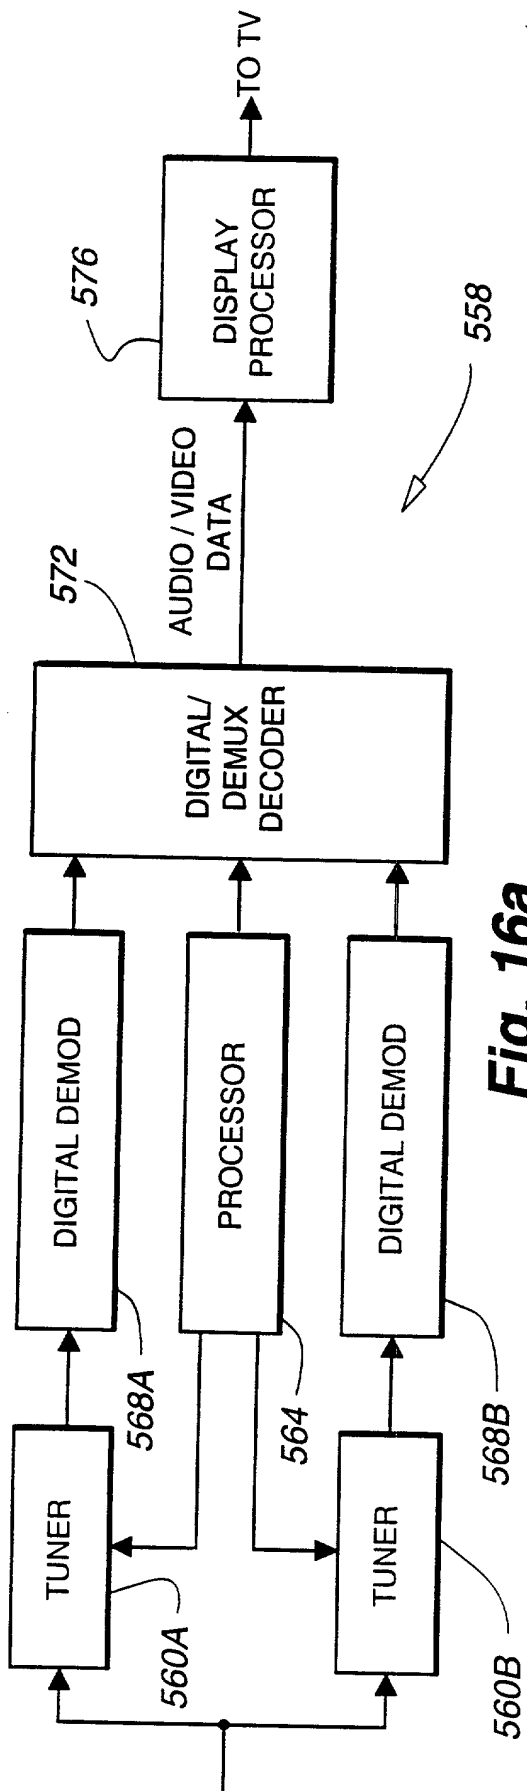 TUNER
560A
DIGITAL DEMOD
568A
PROCESSOR
564
TUNER
560B
DIGITAL DEMOD
568B
DIGITAL/
DEMUX
DECODER
572
AUDIO / VIDEO
DATA
DISPLAY
PROCESSOR
576
TO TV
558
Fig. 16a